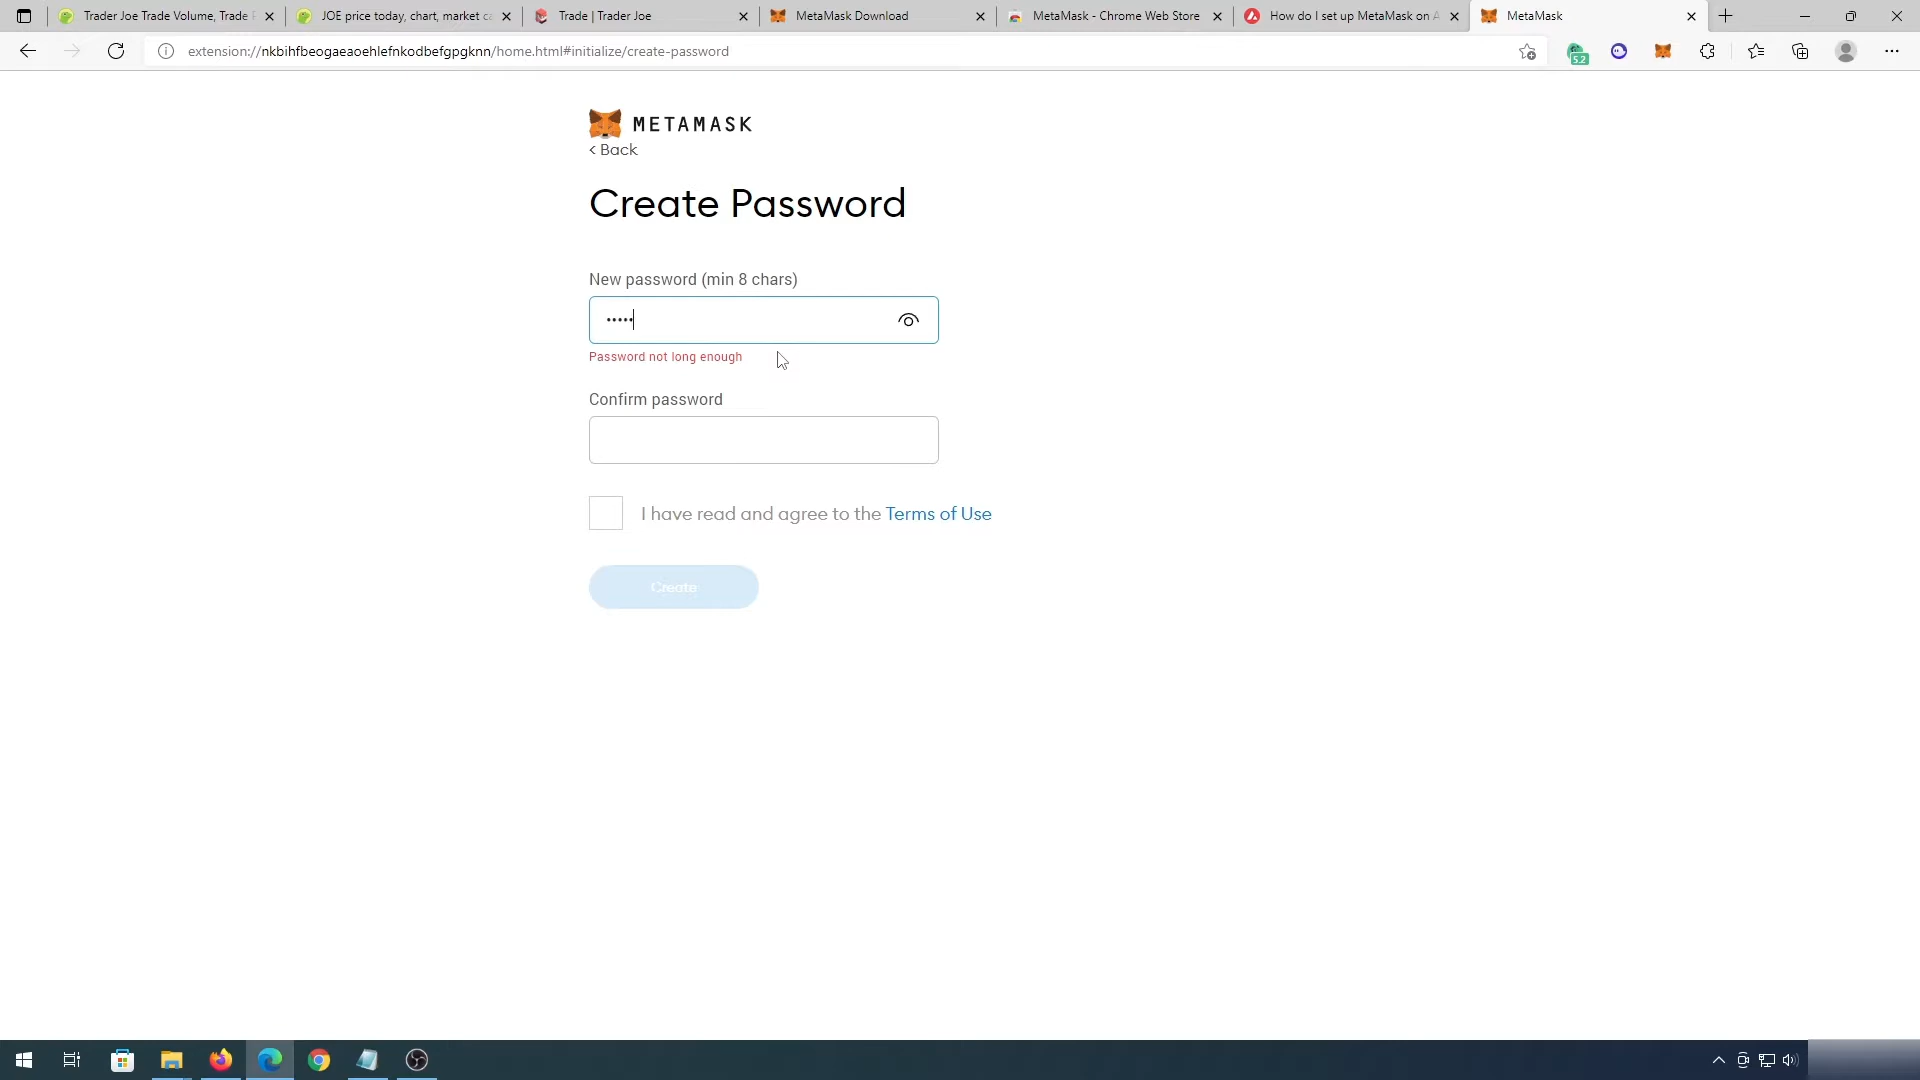 Trader Joe Trade Volume, Trade
JOE price today, chart, market
Trade | Trader Joe
MetaMask Download
MetaMask - Chrome Web Store
How do I set up MetaMask on A
MetaMask
extension://nkbihfbeogaeaoehlefnkodbefgpgknn/home.html#initialize/create-password
5.2
METAMASK
< Back
Create Password
New password (min 8 chars)
•••••
Password not long enough
Confirm password
I have read and agree to the Terms of Use
Create